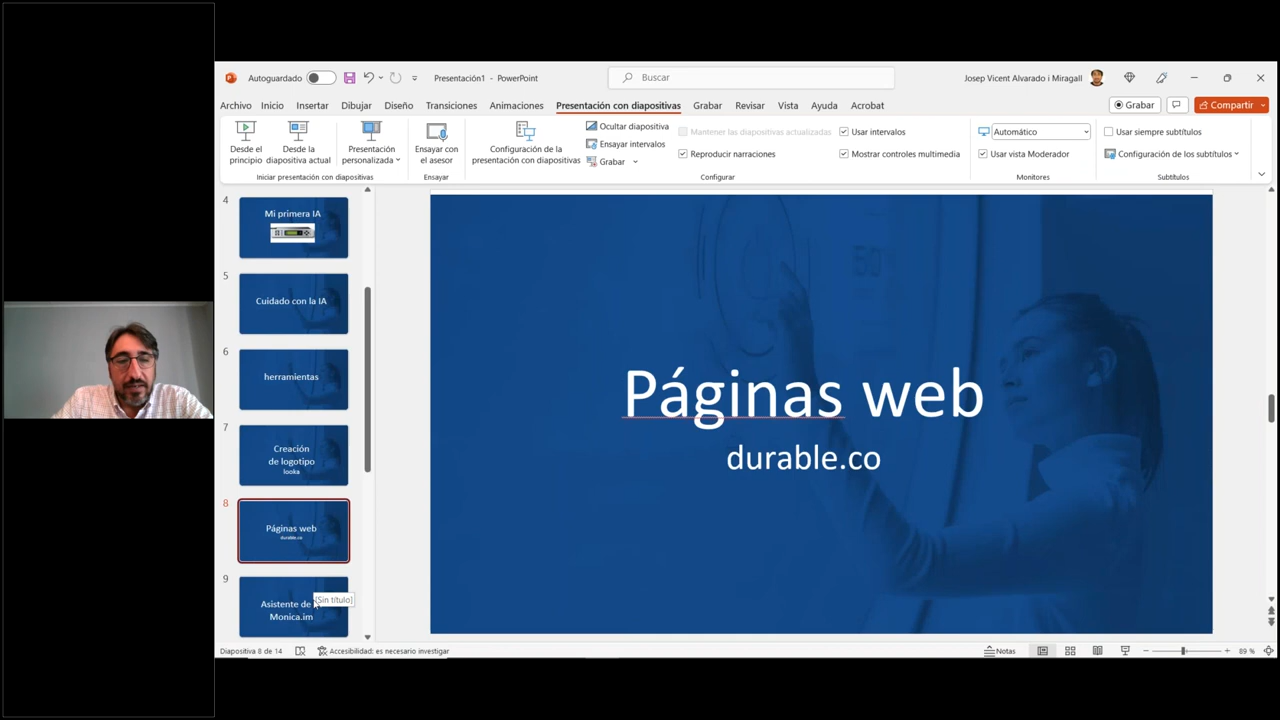 Autoguardado
Presentación1 - PowerPoint
Buscar
Josep Vicent Alvarado i Miragall
Archivo Inicio Insertar Dibujar Diseño Transiciones Animaciones Presentación con diapositivas Grabar Revisar Vista Ayuda Acrobat
Grabar
Compartir
Desde el principio
Desde la diapositiva actual
Presentación personalizada
Ensayar con el asesor
Configuración de la presentación con diapositivas
Ocultar diapositiva
Ensayar intervalos
Grabar
Mantener las diapositivas actualizadas
Reproducir narraciones
Usar intervalos
Mostrar controles multimedia
Automático
Usar vista Moderador
Usar siempre subtítulos
Configuración de los subtítulos
Iniciar presentación con diapositivas
Ensayar
Configurar
Monitores
Subtítulos
4
Mi primera IA
5
Cuidado con la IA
6
herramientas
7
Creación
de logotipo
looka
8
Páginas web
durable.co
9
Asistente de
[Sin título]
Monica.im
Páginas web
durable.co
Diapositiva 8 de 14
Accesibilidad: es necesario investigar
Notas
89 %